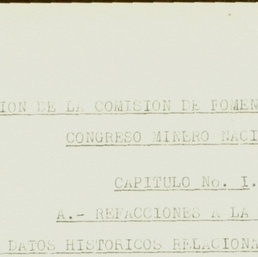 ION DE LA COMISION DE FOMEN
CONGRESO MINERO NACI
CAPITULO No. I.
A.- REFACCIONES A LA
DATOS HISTORICOS RELACIONA